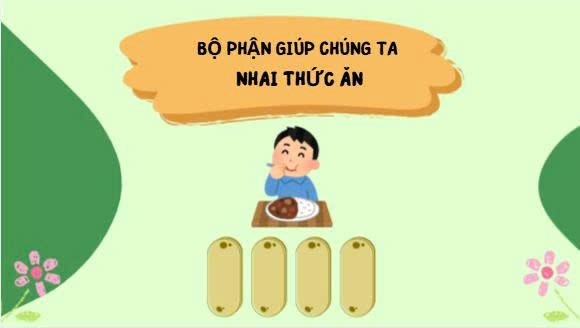 BỘ PHẬN GIÚP CHÚNG TA
NHAI THỨC ĂN